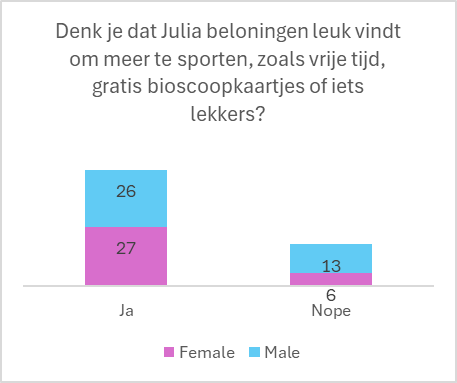 Denk je dat Julia beloningen leuk vindt
om meer te sporten, zoals vrije tijd,
gratis bioscoopkaartjes of iets
lekkers?
26
27
13
6
Ja
Nope
Female
Male